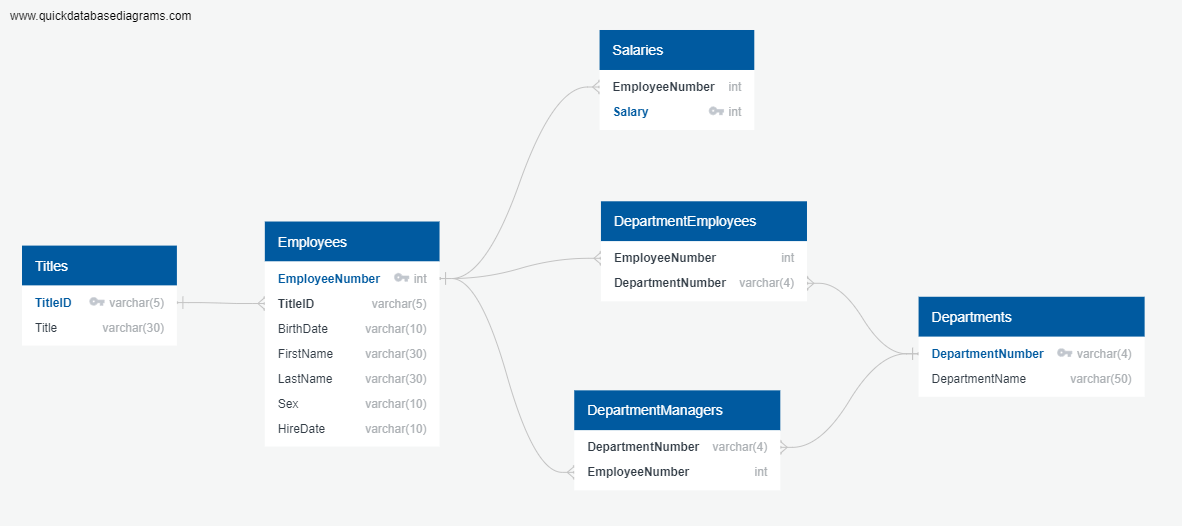 www.quickdatabasediagrams.com
Salaries
EmployeeNumber int
Salary int
DepartmentEmployees
EmployeeNumber int
DepartmentNumber varchar(4)
Employees
EmployeeNumber int
TitleID varchar(5)
BirthDate varchar(10)
FirstName varchar(30)
LastName varchar(30)
Sex varchar(10)
HireDate varchar(10)
Titles
TitleID varchar(5)
Title varchar(30)
Departments
DepartmentNumber varchar(4)
DepartmentName varchar(50)
DepartmentManagers
DepartmentNumber varchar(4)
EmployeeNumber int